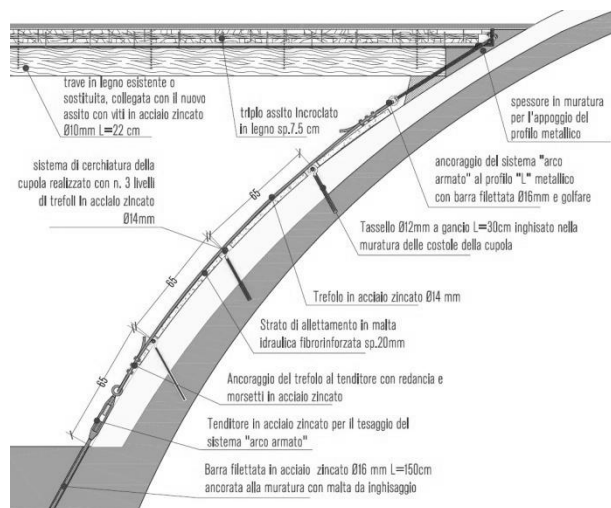 trave in legno esistente o
sostituita, collegata con il nuovo
assito con viti in acciaio zincato
Ø10mm L=22 cm
triplo assito incrociato
in legno sp.7.5 cm
spessore in muratura
per l'appoggio del
profilo metallico
sistema di cerchiatura della
cupola realizzato con n. 3 livelli
di trefoli in acciaio zincato
Ø14mm
ancoraggio del sistema "arco
armato" al profilo "L" metallico
con barra filettata Ø16mm e golfare
65
Tassello Ø12mm a gancio L=30cm inghisato nella
muratura delle costole della cupola
65
Trefolo in acciaio zincato Ø14 mm
Strato di allettamento in malta
idraulica fibrorinforzata sp.20mm
65
Ancoraggio del trefolo al tenditore con redancia e
morsetti in acciaio zincato
Tenditore in acciaio zincato per il tesaggio del
sistema "arco armato"
Barra filettata in acciaio zincato Ø16 mm L=150cm
ancorata alla muratura con malta da inghisaggio